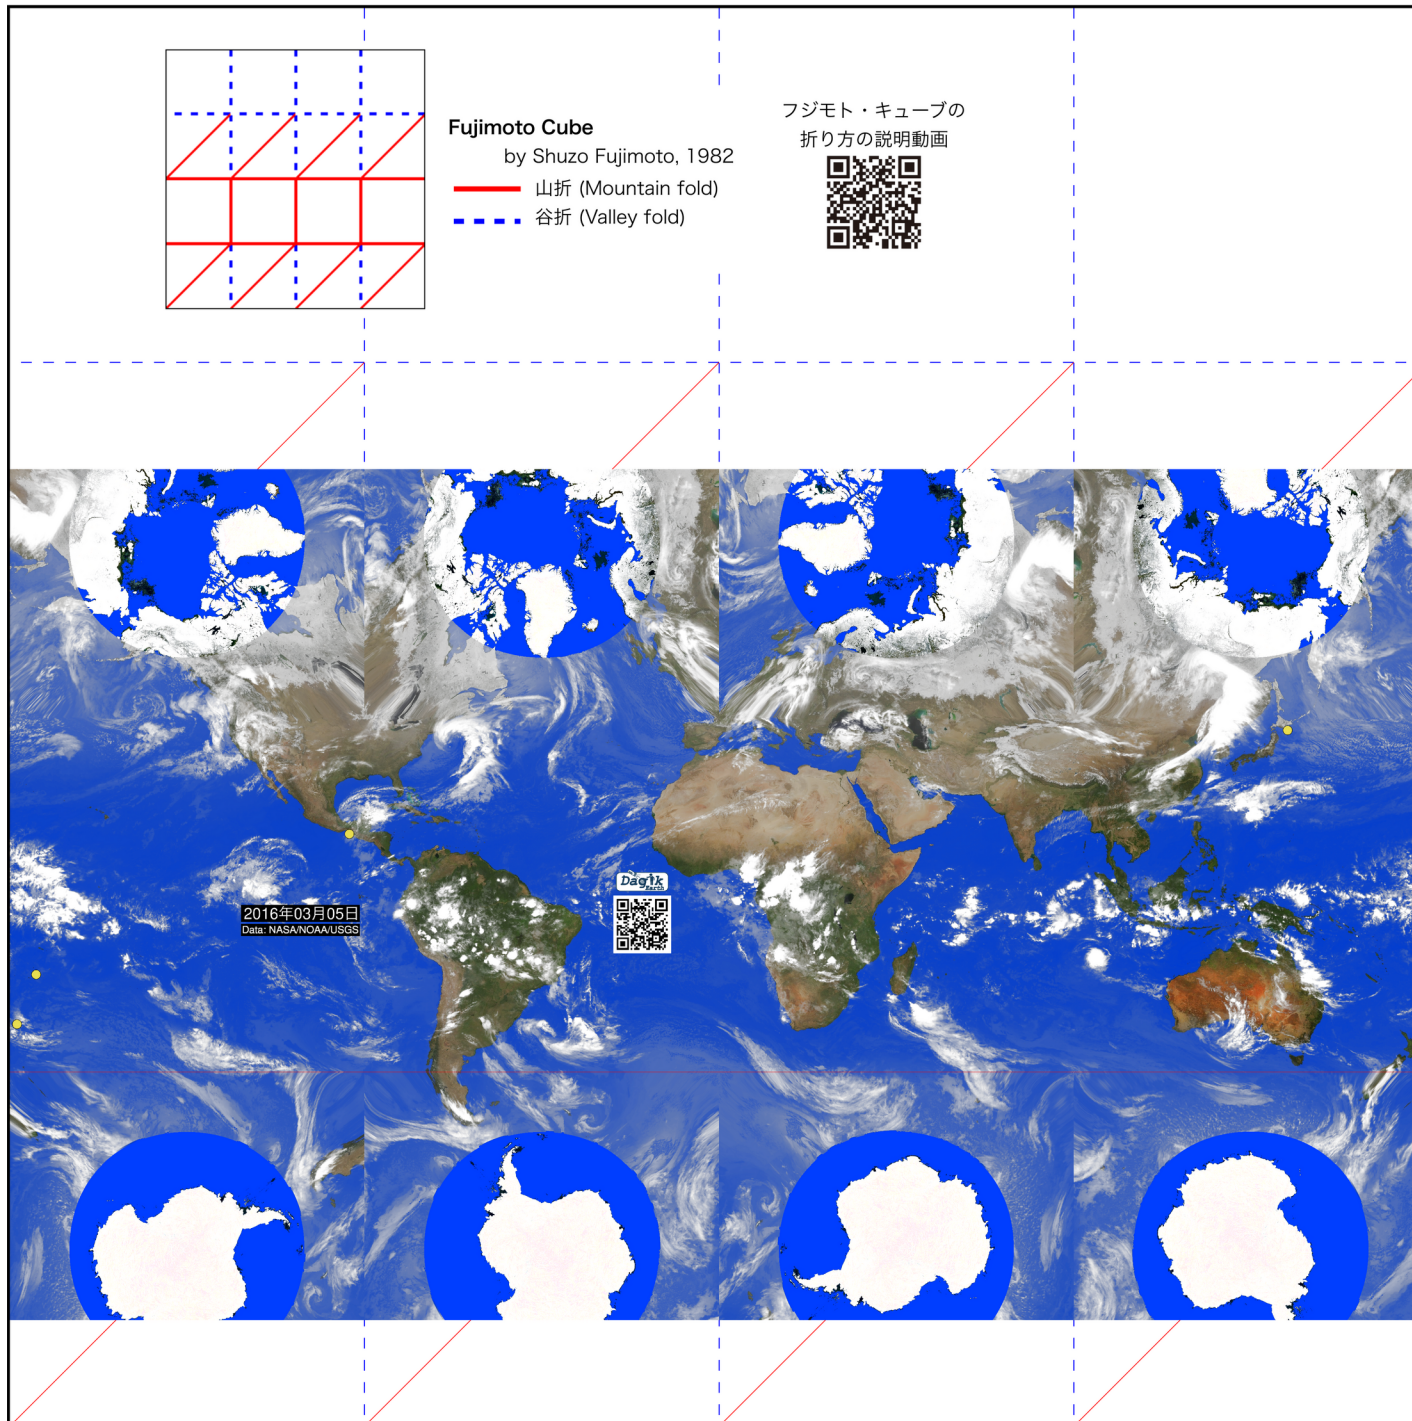 Fujimoto Cube
by Shuzo Fujimoto, 1982
山折 (Mountain fold)
谷折 (Valley fold)
フジモト・キューブの
折り方の説明動画
Dagik
Earth
2016年03月05日
Data: NASA/NOAA/USGS